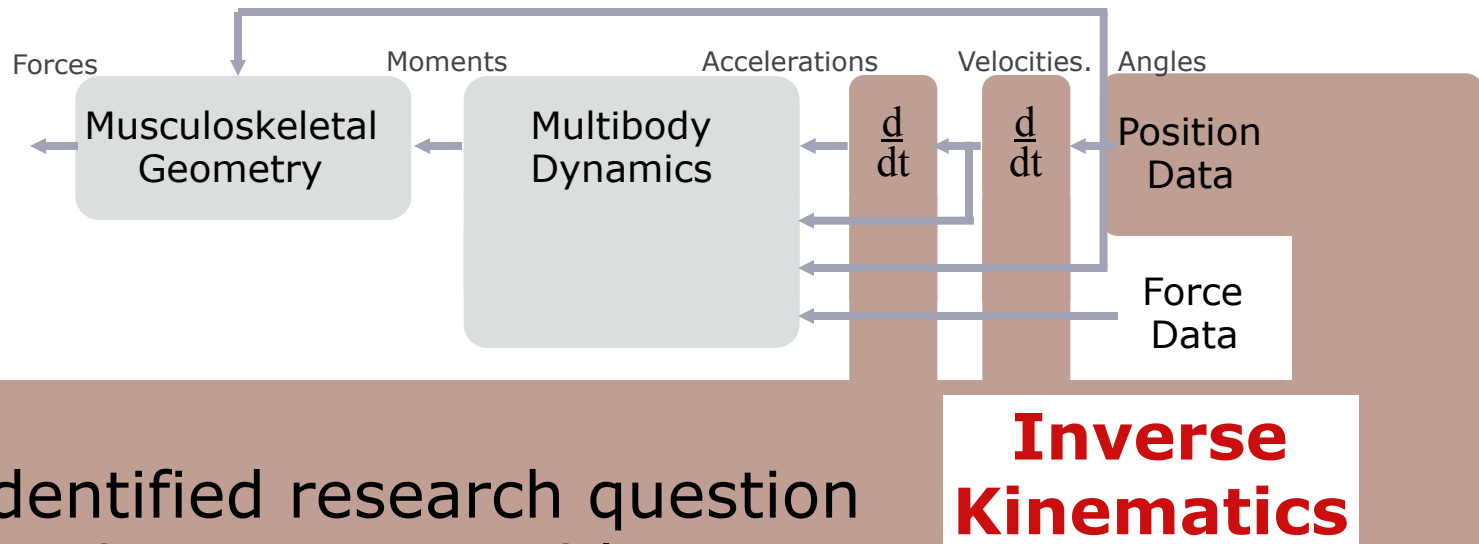 Forces
Moments
Accelerations
Velocities.
Angles
Musculoskeletal
Geometry
Multibody
Dynamics
d
dt
d
dt
Position
Data
Force
Data
Inverse
Kinematics
dentified research question